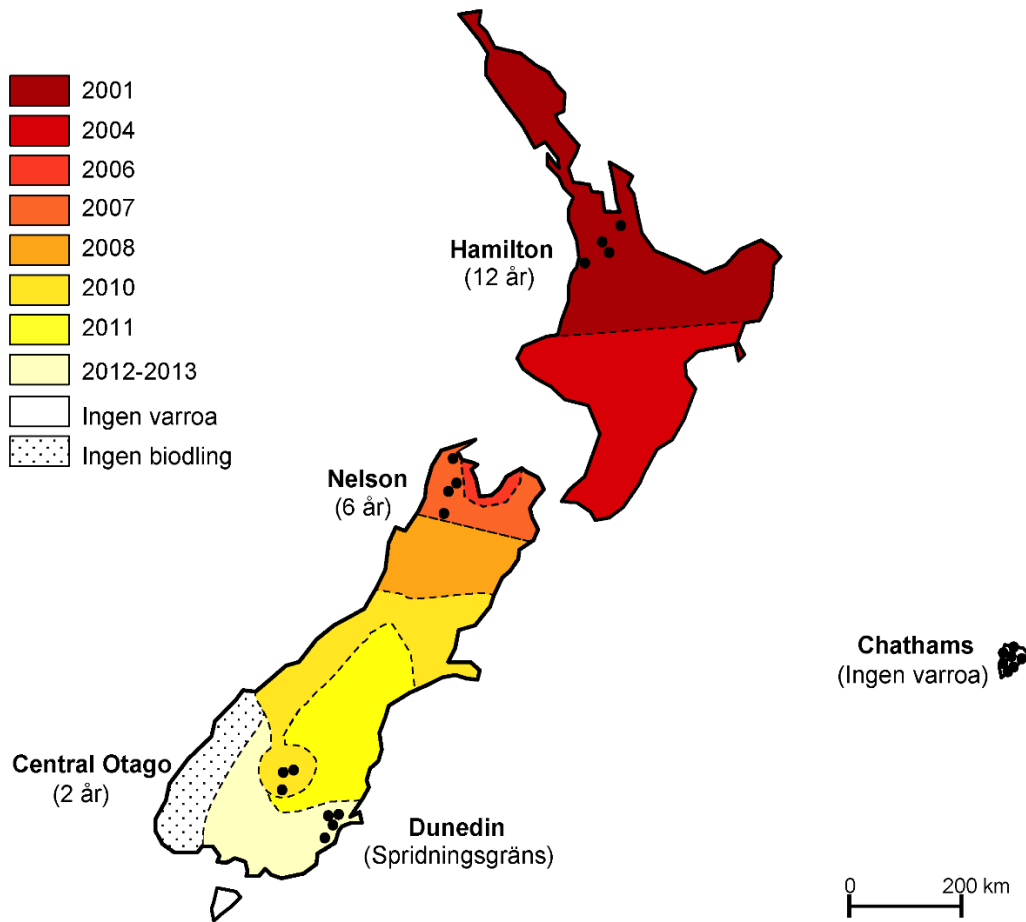 2001
2004
2006
2007
2008
2010
2011
2012-2013
Ingen varroa
Ingen biodling
Hamilton
(12 år)
Nelson
(6 år)
Chathams
(Ingen varroa)
Central Otago
(2 år)
Dunedin
(Spridningsgräns)
0 200 km